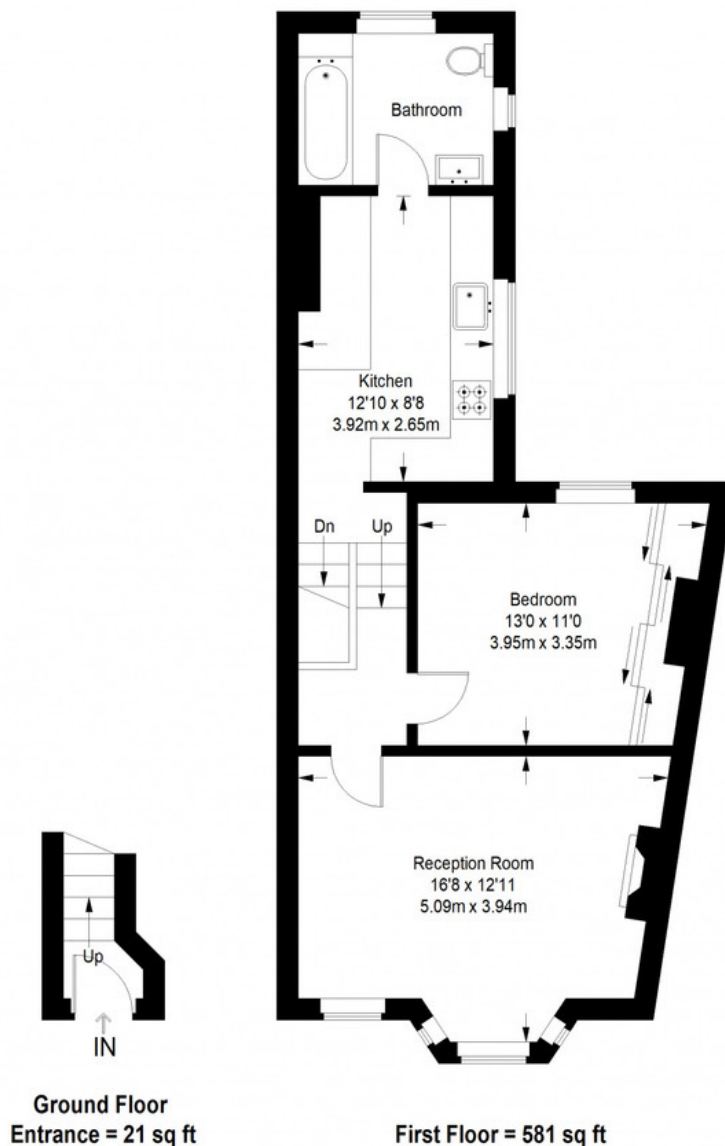 Bathroom
Kitchen
12'10 x 8'8
3.92m x 2.65m
Dn
Up
Bedroom
13'0 x 11'0
3.95m x 3.35m
Reception Room
16'8 x 12'11
5.09m x 3.94m
Up
IN
Ground Floor
Entrance = 21 sq ft
First Floor = 581 sq ft